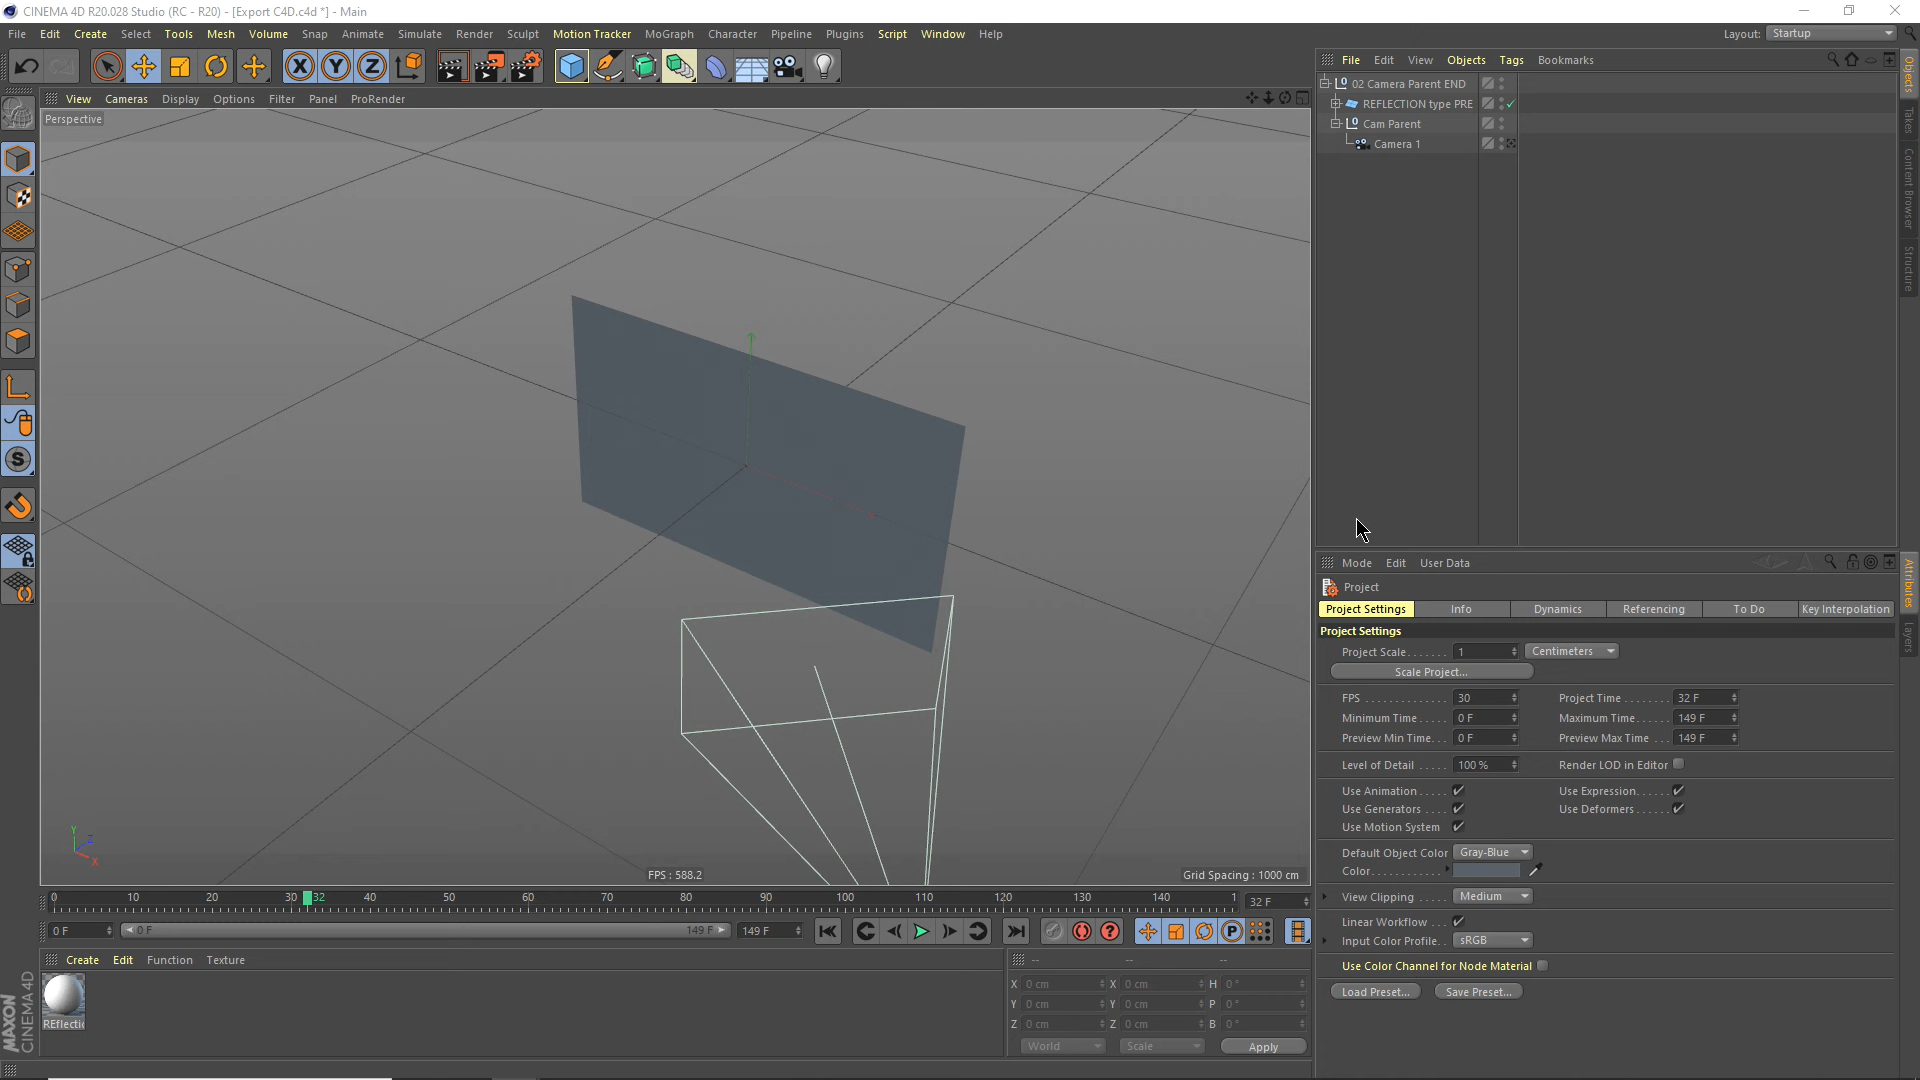 CINEMA 4D R20.028 Studio (RC - R20) - [Export C4D.c4d *] - Main
File Edit Create Select Tools Mesh Volume Snap Animate Simulate Render Sculpt Motion Tracker MoGraph Character Pipeline Plugins Script Window Help
Layout: Startup
X Y Z
File Edit View Objects Tags Bookmarks
View Cameras Display Options Filter Panel ProRender
Perspective
02 Camera Parent END
REFLECTION type PRE
Cam Parent
Camera 1
Objects
Takes
Content Browser
Structure
Mode Edit User Data
Project
Project Settings Info Dynamics Referencing To Do Key Interpolation
Project Settings
Project Scale....... 1 Centimeters
Scale Project...
FPS .............. 30 Project Time ........ 32 F
Minimum Time..... 0 F Maximum Time...... 149 F
Preview Min Time... 0 F Preview Max Time ... 149 F
Level of Detail ..... 100 % Render LOD in Editor
Use Animation.... Use Expression......
Use Generators .... Use Deformers.......
Use Motion System
Default Object Color Gray-Blue
Color............
View Clipping ..... Medium
Linear Workflow ...
Input Color Profile.. sRGB
Use Color Channel for Node Material
Load Preset... Save Preset...
Attributes
Layers
Y
Z
X
FPS : 588.2
Grid Spacing : 1000 cm
0 10 20 30 32 40 50 60 70 80 90 100 110 120 130 140 1 32 F
0 F 0 F 149 F 149 F
P
Create Edit Function Texture
REflectic
-- -- --
X 0 cm X 0 cm H 0 °
Y 0 cm Y 0 cm P 0 °
Z 0 cm Z 0 cm B 0 °
World Scale Apply
MAXON
CINEMA 4D